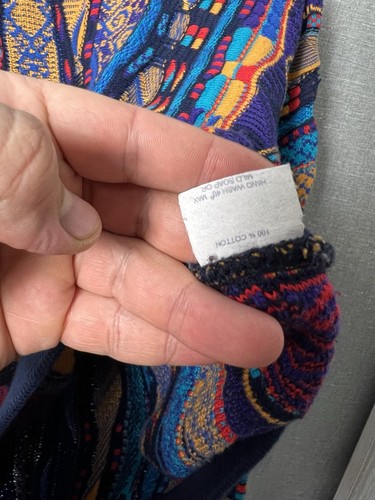 100 % COTTON
HAND WASH 40° MAX.
MILD SOAP OR